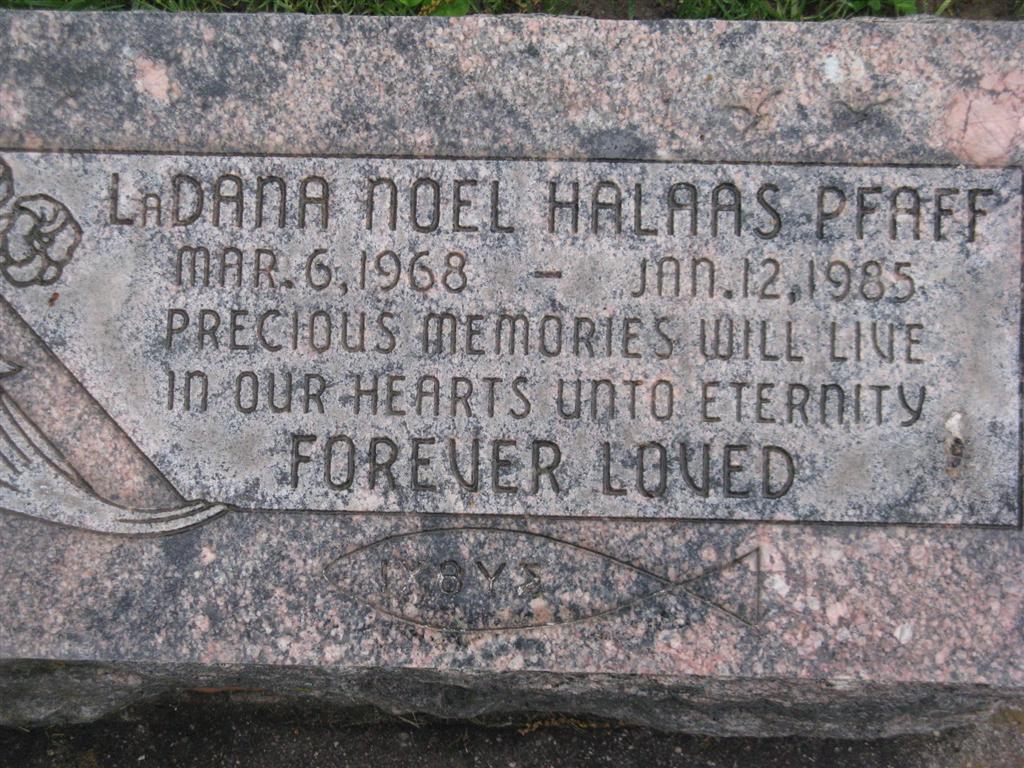 LaDANA NOEL HALAAS PFAFF
MAR. 6, 1968 - JAN. 12, 1985
PRECIOUS MEMORIES WILL LIVE
IN OUR HEARTS UNTO ETERNITY
FOREVER LOVED
IXΘYΣ